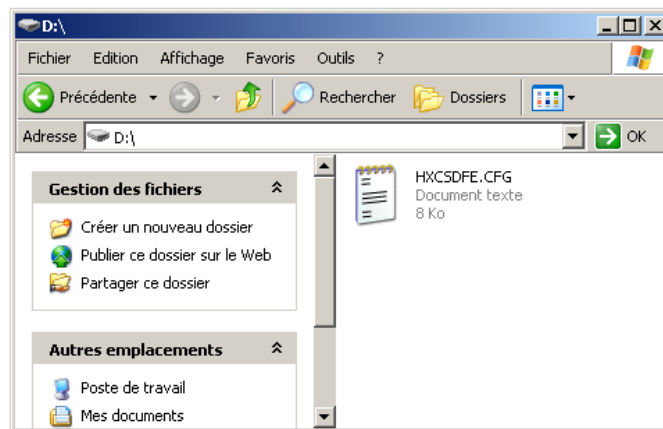 D:\
Fichier Edition Affichage Favoris Outils ?
Précédente Rechercher Dossiers
Adresse D:\ OK
Gestion des fichiers
Créer un nouveau dossier
Publier ce dossier sur le Web
Partager ce dossier
Autres emplacements
Poste de travail
Mes documents
HXCSDFE.CFG
Document texte
8 Ko